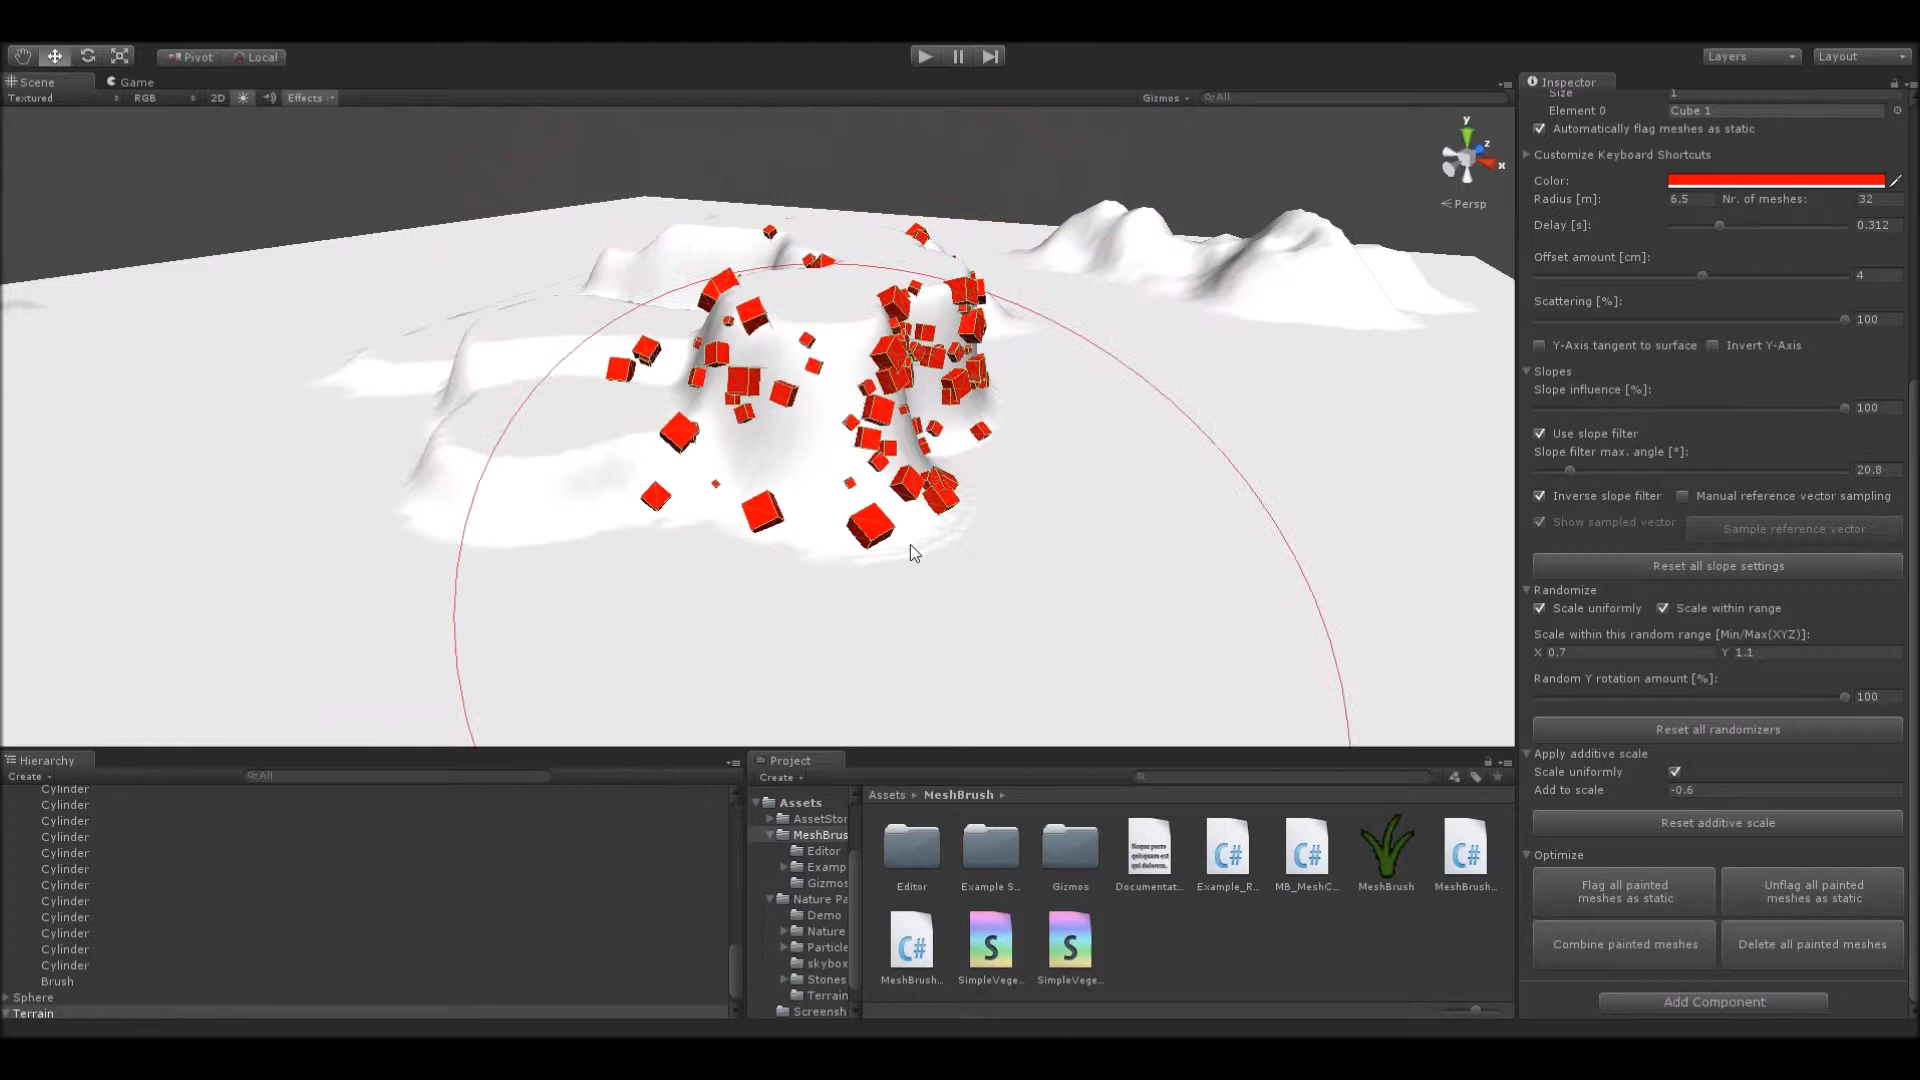 Pivot Local Layers Layout
Scene Game Inspector
Textured RGB 2D Effects Gizmos All
Size 1
Element 0 Cube 1
Automatically flag meshes as static
Customize Keyboard Shortcuts
Color:
Radius [m]: 6.5 Nr. of meshes: 32
Delay [s]: 0.312
Offset amount [cm]:
4
Scattering [%]:
100
Y-Axis tangent to surface Invert Y-Axis
Slopes
Slope influence [%]:
100
Use slope filter
Slope filter max. angle [°]:
20.8
Inverse slope filter Manual reference vector sampling
Show sampled vector Sample reference vector
Reset all slope settings
Randomize
Scale uniformly Scale within range
Scale within this random range [Min/Max(XYZ)]:
X 0.7 Y 1.1
Random Y rotation amount [%]:
100
Reset all randomizers
Apply additive scale
Scale uniformly
Add to scale -0.6
Reset additive scale
Optimize
Flag all painted
meshes as static
Unflag all painted
meshes as static
Combine painted meshes Delete all painted meshes
Add Component
y
z
x
Persp
Hierarchy
Create All
Cylinder
Cylinder
Cylinder
Cylinder
Cylinder
Cylinder
Cylinder
Cylinder
Cylinder
Cylinder
Cylinder
Cylinder
Brush
Sphere
Terrain
Project
Create
Assets
AssetStor
MeshBrus
Editor
Examp
Gizmos
Nature Pa
Demo
Nature
Particle
skybox
Stones
Terrain
Screensh
Assets MeshBrush
Neque porro
quisquam est
qui dolorem.
C# C# C#
Editor Example S... Gizmos Documentat... Example_R... MB_MeshC... MeshBrush MeshBrush...
C# S S
MeshBrush... SimpleVege... SimpleVege...